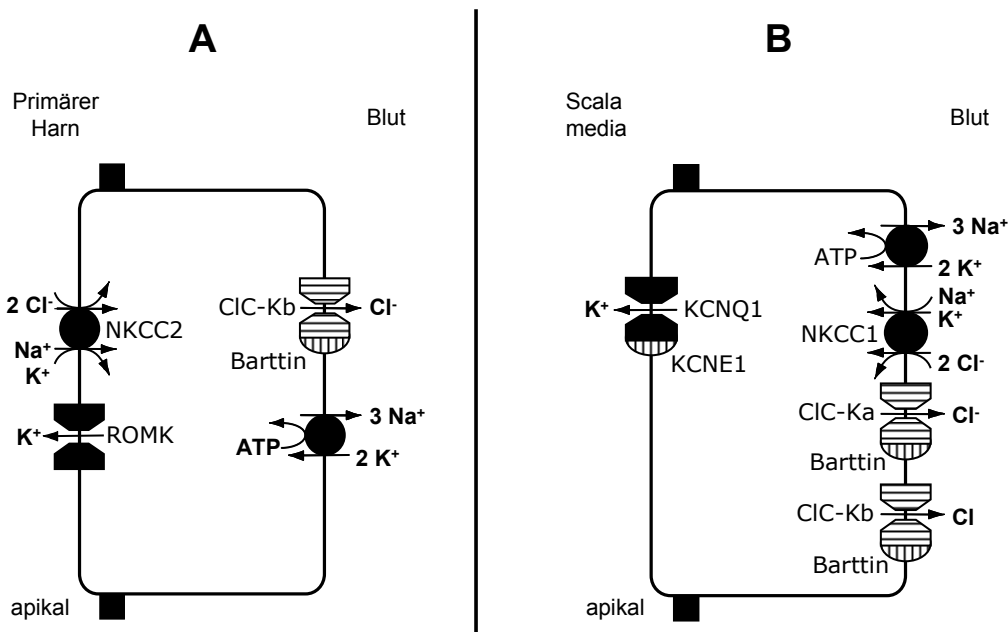 A
Primärer
Harn
Blut
2 Cl⁻
NKCC2
Na⁺
K⁺
K⁺
ROMK
ClC-Kb
Cl⁻
Barttin
3 Na⁺
ATP
2 K⁺
apikal
B
Scala
media
Blut
3 Na⁺
ATP
2 K⁺
Na⁺
K⁺
NKCC1
2 Cl⁻
K⁺
KCNQ1
KCNE1
ClC-Ka
Cl⁻
Barttin
ClC-Kb
Cl
Barttin
apikal